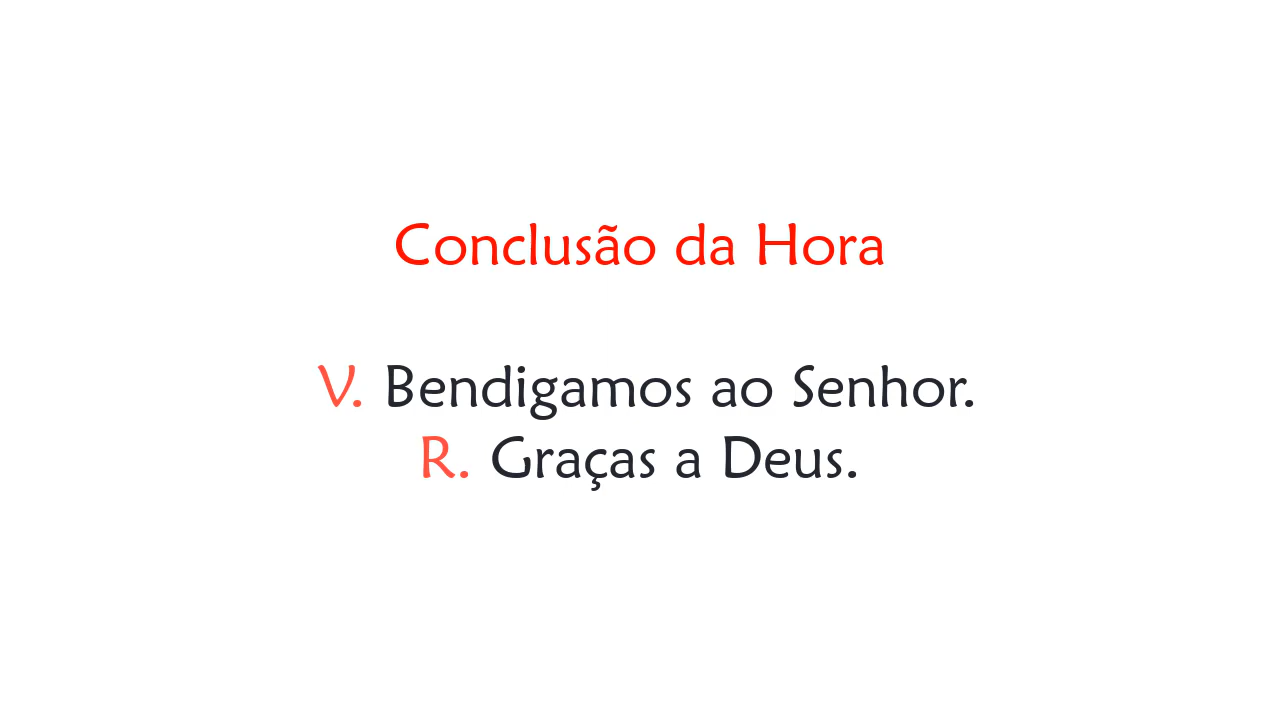 Conclusão da Hora
V. Bendigamos ao Senhor.
R. Graças a Deus.